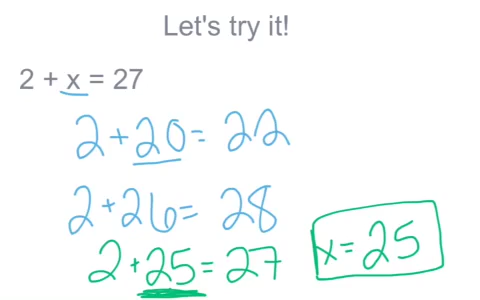 Let's try it!
2 + x = 27
2+20=22
2+26=28
2+25=27
x=25